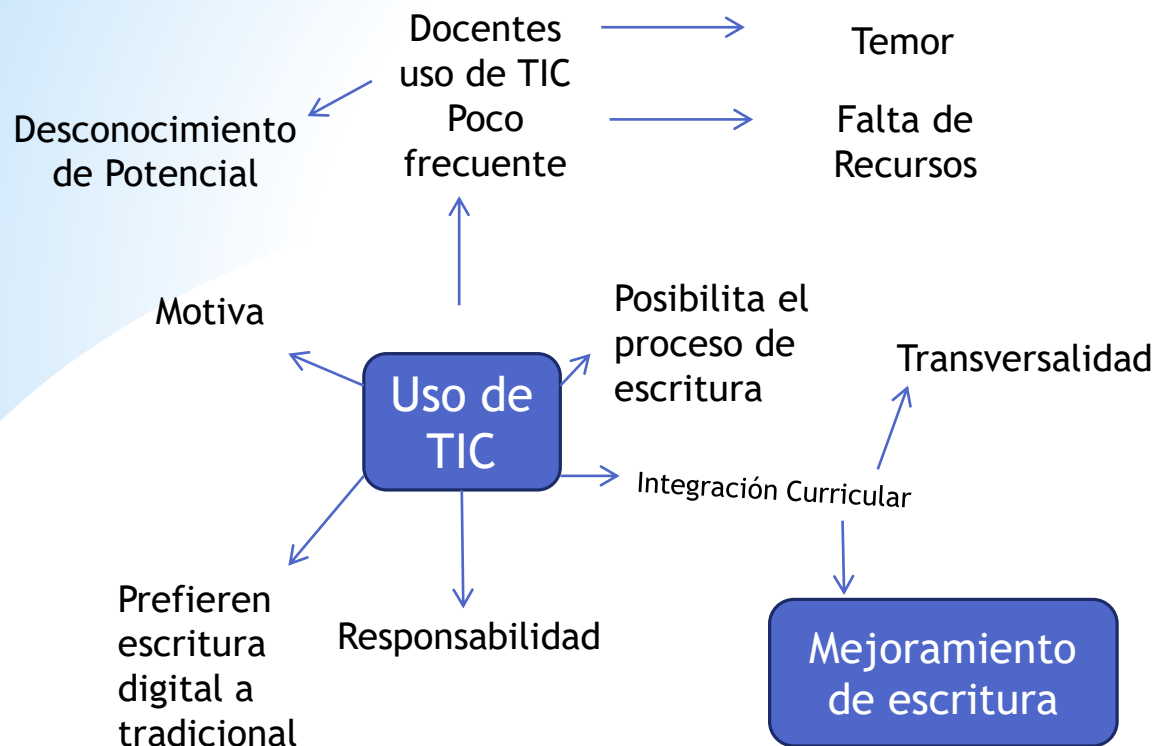 Docentes
uso de TIC
Poco
frecuente
Temor
Falta de
Recursos
Desconocimiento
de Potencial
Motiva
Posibilita el
proceso de
escritura
Transversalidad
Uso de
TIC
Integración Curricular
Prefieren
escritura
digital a
tradicional
Responsabilidad
Mejoramiento
de escritura